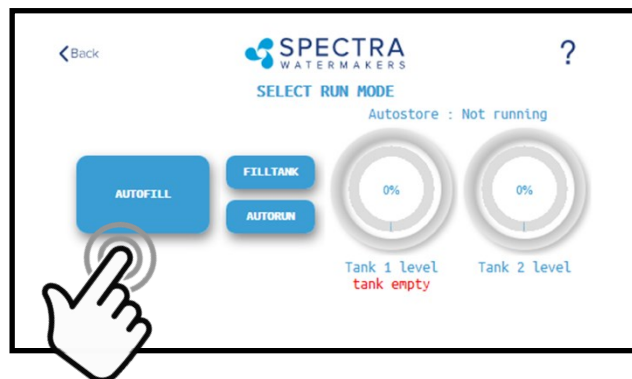 Back
SPECTRA
WATERMAKERS
?
SELECT RUN MODE
Autostore : Not running
AUTOFILL
FILLTANK
AUTORUN
0%
0%
Tank 1 level
tank empty
Tank 2 level